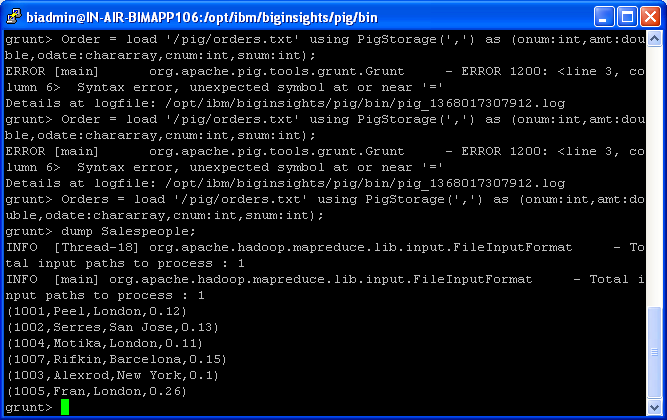 biadmin@IN-AIR-BIMAPP106:/opt/ibm/biginsights/pig/bin
grunt> Order = load '/pig/orders.txt' using PigStorage(',') as (onum:int,amt:dou
ble,odate:chararray,cnum:int,snum:int);
ERROR [main]      org.apache.pig.tools.grunt.Grunt     - ERROR 1200: <line 3, co
lumn 6>  Syntax error, unexpected symbol at or near '='
Details at logfile: /opt/ibm/biginsights/pig/bin/pig_1368017307912.log
grunt> Order = load '/pig/orders.txt' using PigStorage(',') as (onum:int,amt:dou
ble,odate:chararray,cnum:int,snum:int);
ERROR [main]      org.apache.pig.tools.grunt.Grunt     - ERROR 1200: <line 3, co
lumn 6>  Syntax error, unexpected symbol at or near '='
Details at logfile: /opt/ibm/biginsights/pig/bin/pig_1368017307912.log
grunt> Orders = load '/pig/orders.txt' using PigStorage(',') as (onum:int,amt:do
uble,odate:chararray,cnum:int,snum:int);
grunt> dump Salespeople;
INFO  [Thread-18] org.apache.hadoop.mapreduce.lib.input.FileInputFormat     - To
tal input paths to process : 1
INFO  [main] org.apache.hadoop.mapreduce.lib.input.FileInputFormat     - Total i
nput paths to process : 1
(1001,Peel,London,0.12)
(1002,Serres,San Jose,0.13)
(1004,Motika,London,0.11)
(1007,Rifkin,Barcelona,0.15)
(1003,Alexrod,New York,0.1)
(1005,Fran,London,0.26)
grunt>